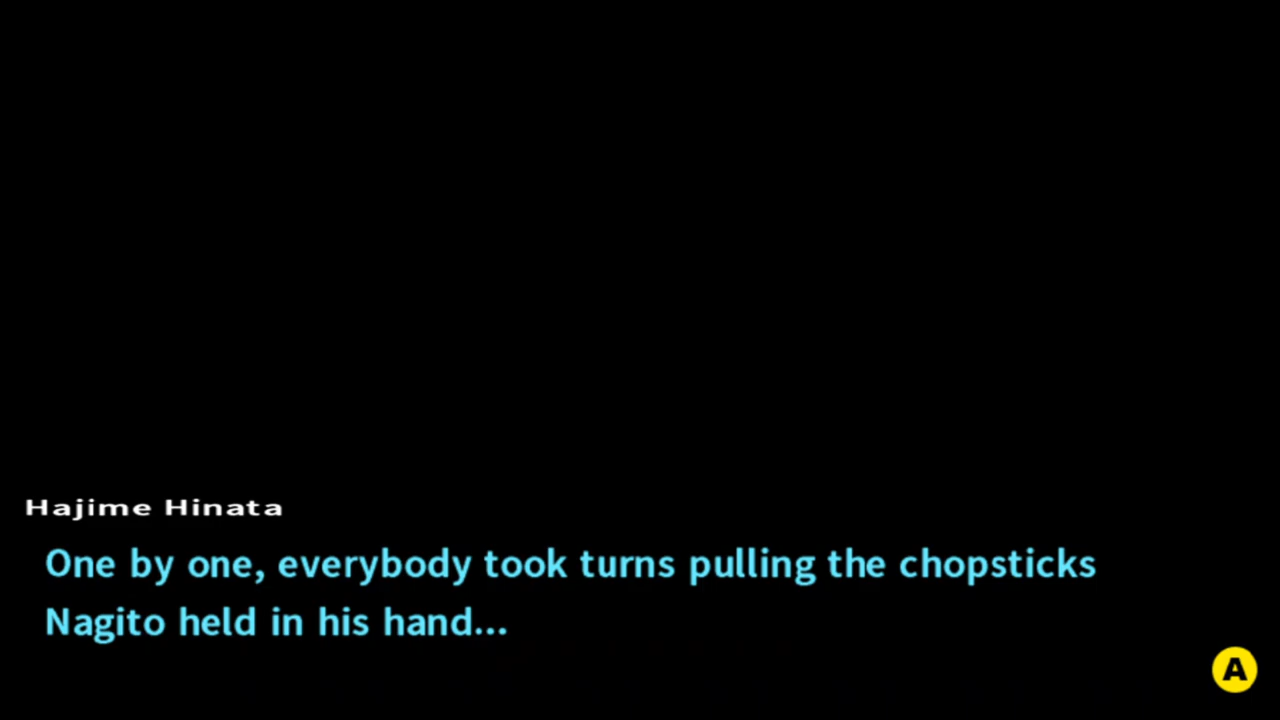 Hajime Hinata
One by one, everybody took turns pulling the chopsticks
Nagito held in his hand...
A